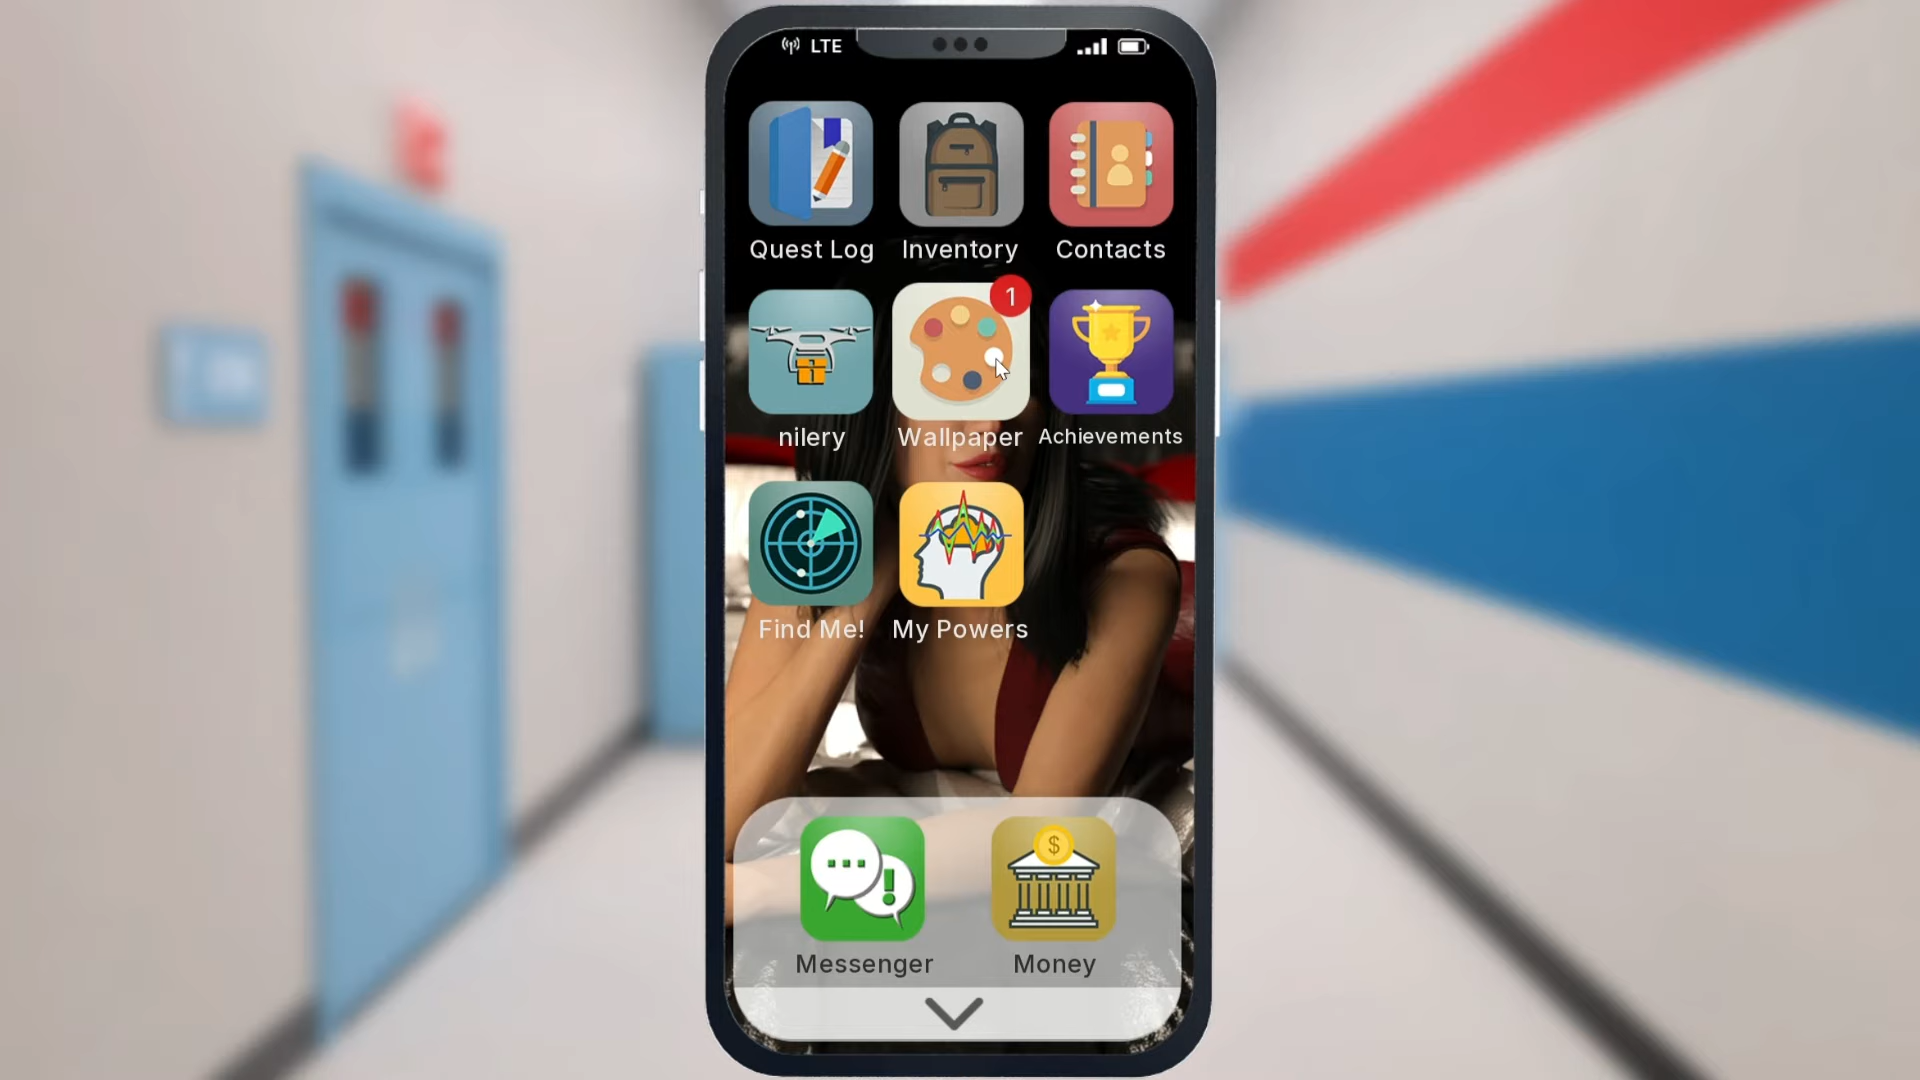 LTE
Quest Log Inventory Contacts
1
nilery Wallpaper Achievements
Find Me! My Powers
$
Messenger Money